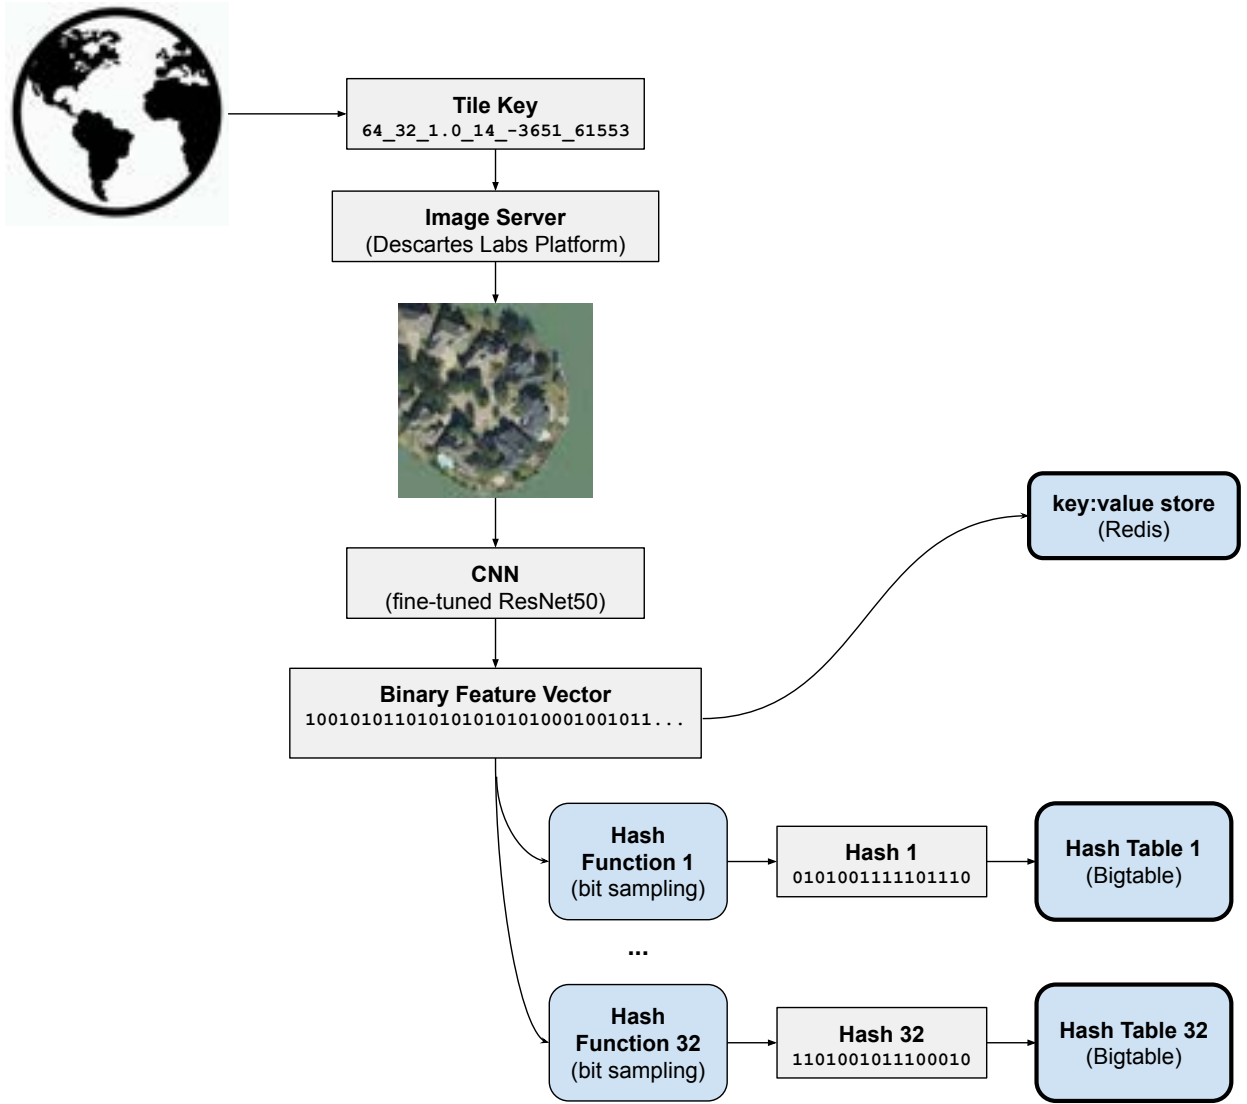 Tile Key
64_32_1.0_14_-3651_61553
Image Server
(Descartes Labs Platform)
key:value store
(Redis)
CNN
(fine-tuned ResNet50)
Binary Feature Vector
1001010110101010101010001001011...
Hash
Function 1
(bit sampling)
Hash 1
0101001111101110
Hash Table 1
(Bigtable)
...
Hash
Function 32
(bit sampling)
Hash 32
1101001011100010
Hash Table 32
(Bigtable)